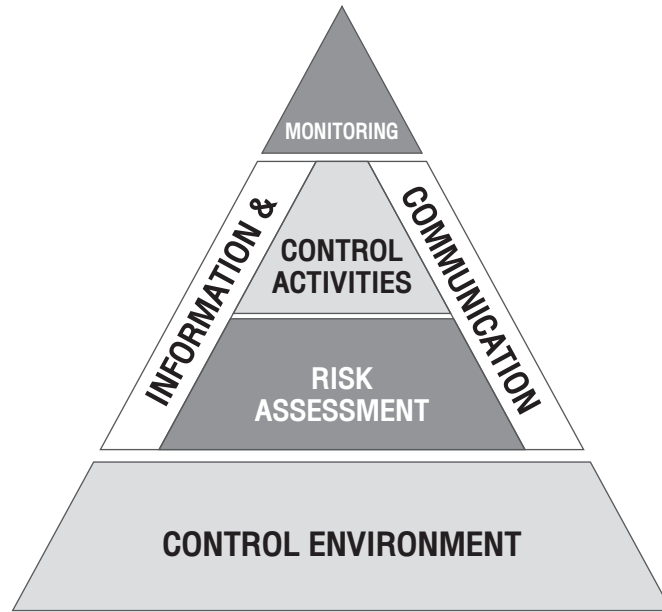 MONITORING
INFORMATION &
COMMUNICATION
CONTROL
ACTIVITIES
RISK
ASSESSMENT
CONTROL ENVIRONMENT